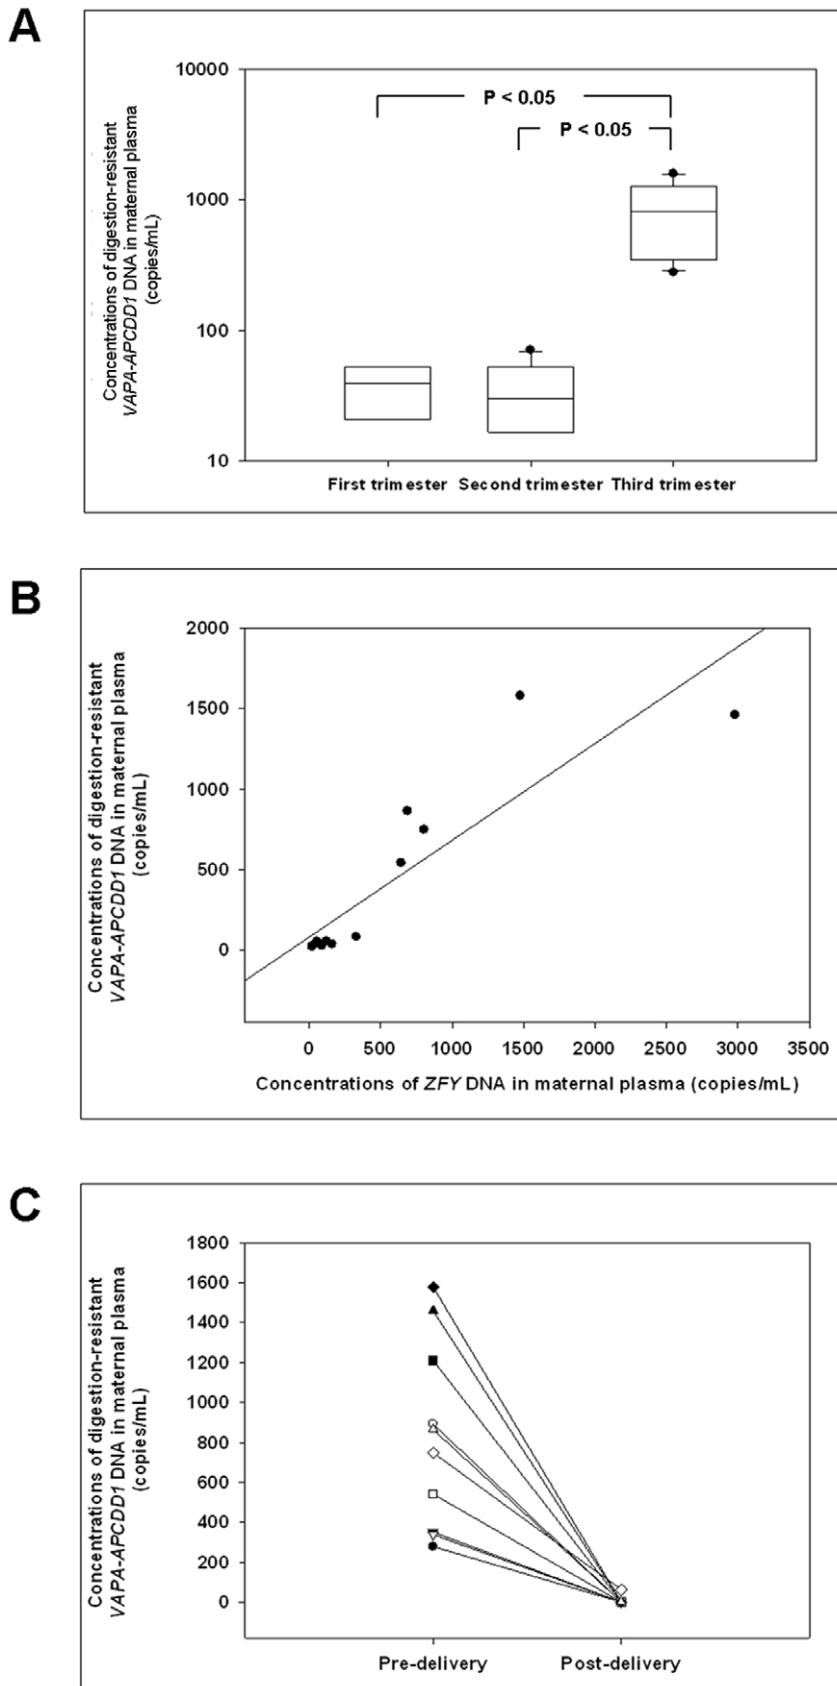 A
Concentrations of digestion-resistant
VAPA-APCDD1 DNA in maternal plasma
(copies/mL)
10000
1000
100
10
P < 0.05
P < 0.05
First trimester Second trimester Third trimester
B
Concentrations of digestion-resistant
VAPA-APCDD1 DNA in maternal plasma
(copies/mL)
2000
1500
1000
500
0
0 500 1000 1500 2000 2500 3000 3500
Concentrations of ZFY DNA in maternal plasma (copies/mL)
C
Concentrations of digestion-resistant
VAPA-APCDD1 DNA in maternal plasma
(copies/mL)
1800
1600
1400
1200
1000
800
600
400
200
0
Pre-delivery Post-delivery